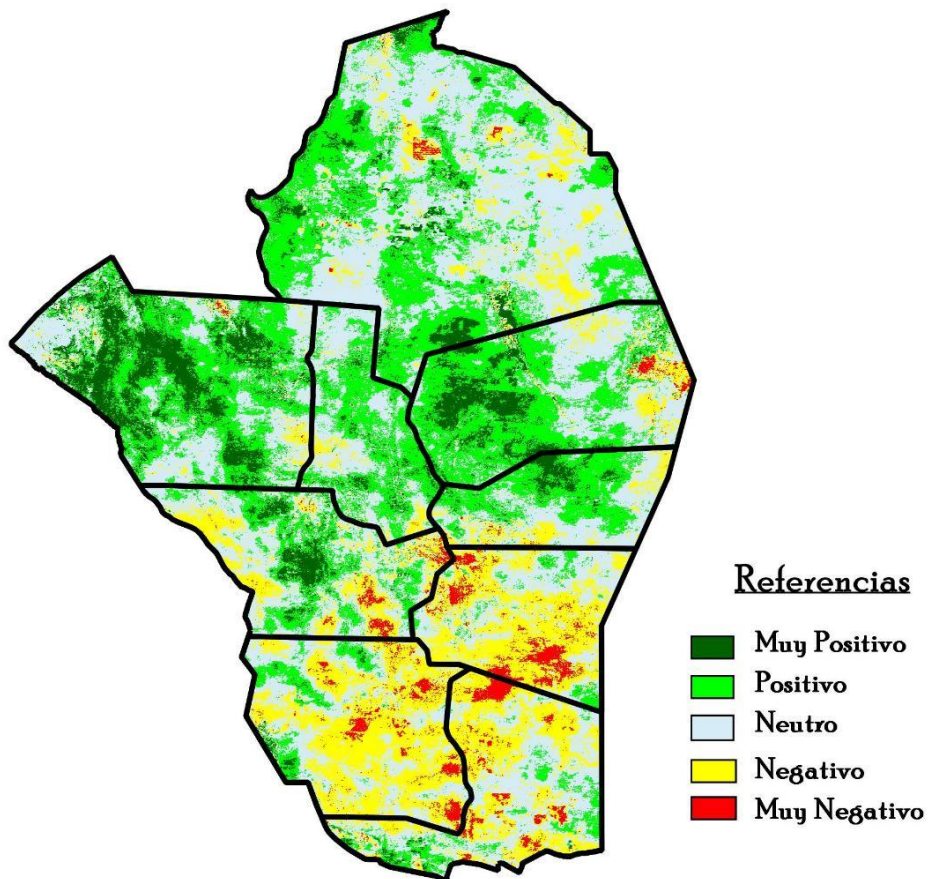 Referencias
Muy Positivo
Positivo
Neutro
Negativo
Muy Negativo